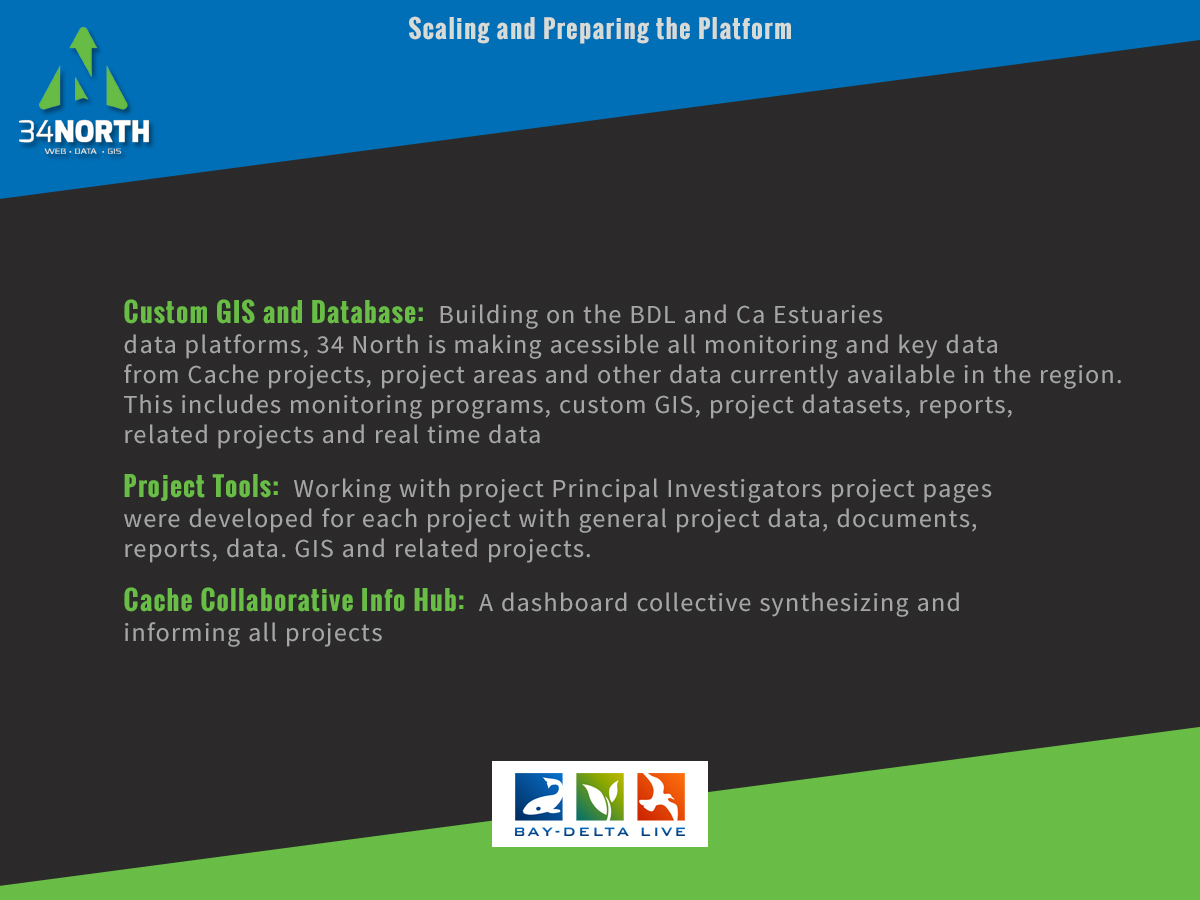 Scaling and Preparing the Platform
34NORTH
WEB • DATA • GIS
Custom GIS and Database: Building on the BDL and Ca Estuaries
data platforms, 34 North is making acessible all monitoring and key data
from Cache projects, project areas and other data currently available in the region.
This includes monitoring programs, custom GIS, project datasets, reports,
related projects and real time data
Project Tools: Working with project Principal Investigators project pages
were developed for each project with general project data, documents,
reports, data. GIS and related projects.
Cache Collaborative Info Hub: A dashboard collective synthesizing and
informing all projects
BAY-DELTA LIVE